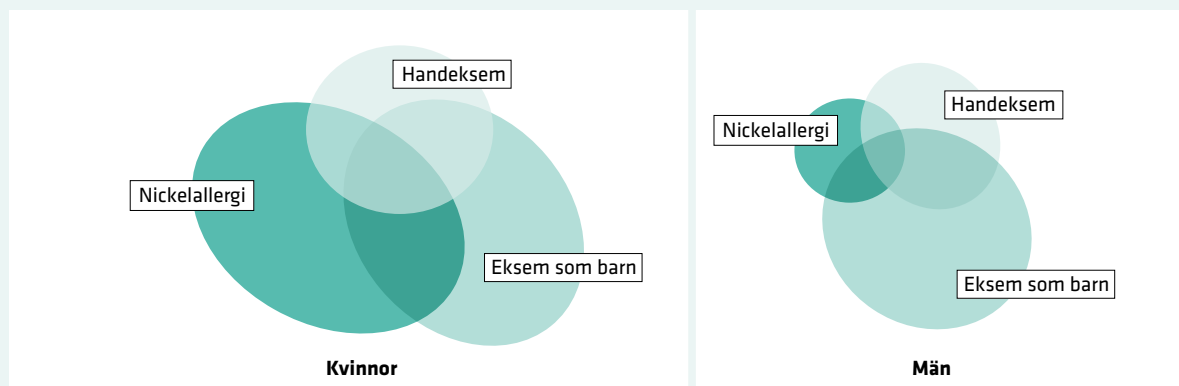 Handeksem
Nickelallergi
Eksem som barn
Kvinnor
Handeksem
Nickelallergi
Eksem som barn
Män